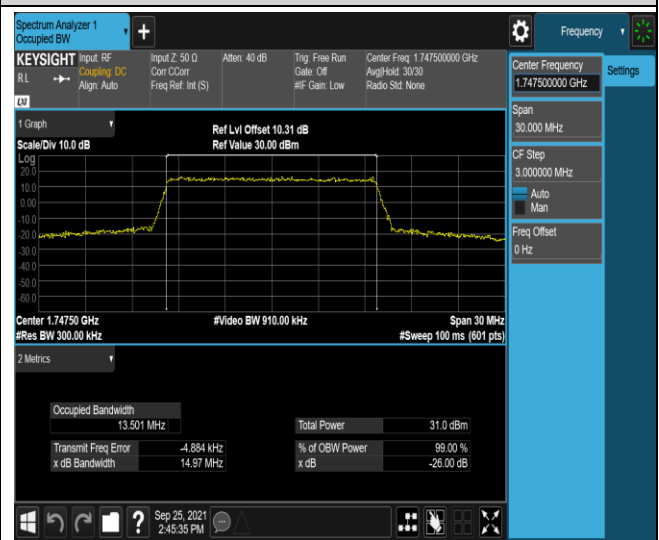 Spectrum Analyzer 1
Occupied BW
+
Frequency
KEYSIGHT
RL
LXI
Input: RF
Coupling: DC
Align: Auto
Input Z: 50 Ω
Corr CCorr
Freq Ref: Int (S)
Atten: 40 dB
Trig: Free Run
Gate: Off
#IF Gain: Low
Center Freq: 1.747500000 GHz
Avg|Hold: 30/30
Radio Std: None
Center Frequency
1.747500000 GHz
Settings
Span
30.000 MHz
CF Step
3.000000 MHz
Auto
Man
Freq Offset
0 Hz
1 Graph
Scale/Div 10.0 dB
Ref Lvl Offset 10.31 dB
Ref Value 30.00 dBm
Log
20.0
10.0
0.00
-10.0
-20.0
-30.0
-40.0
-50.0
-60.0
Center 1.74750 GHz
#Video BW 910.00 kHz
Span 30 MHz
#Res BW 300.00 kHz
#Sweep 100 ms (601 pts)
2 Metrics
Occupied Bandwidth
13.501 MHz
Total Power 31.0 dBm
Transmit Freq Error -4.884 kHz
% of OBW Power 99.00 %
x dB Bandwidth 14.97 MHz
x dB -26.00 dB
?
Sep 25, 2021
2:45:35 PM